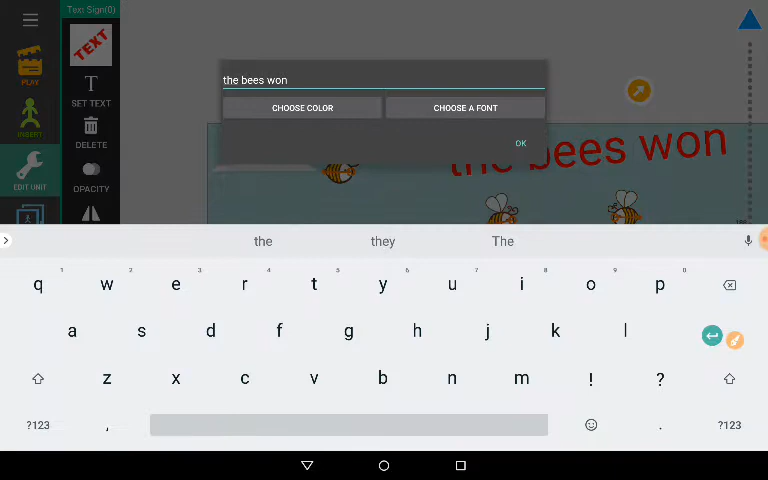 Text Sign(0)
TEXT
PLAY
SET TEXT
INSERT
DELETE
EDIT UNIT
OPACITY
the bees won
CHOOSE COLOR
CHOOSE A FONT
OK
the bees won
180
the they The
1 2 3 4 5 6 7 8 9 0
q w e r t y u i o p
a s d f g h j k l
z x c v b n m ! ?
?123 , . ?123